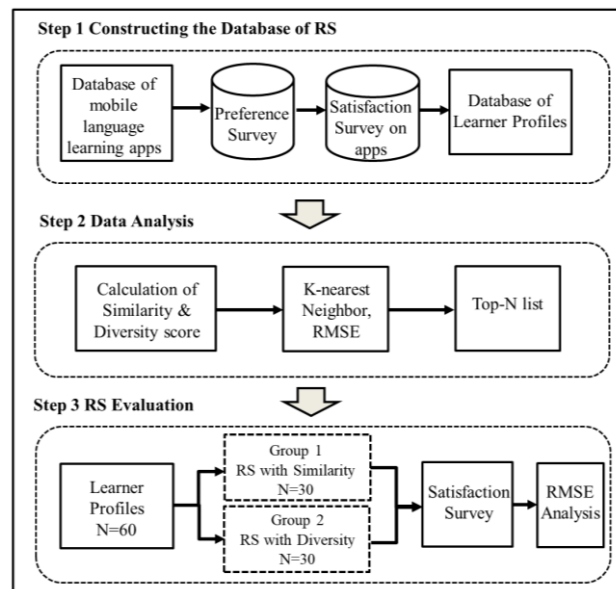 Step 1 Constructing the Database of RS
Database of
mobile
language
learning apps
Preference
Survey
Satisfaction
Survey on
apps
Database of
Learner Profiles
Step 2 Data Analysis
Calculation of
Similarity &
Diversity score
K-nearest
Neighbor,
RMSE
Top-N list
Step 3 RS Evaluation
Learner
Profiles
N=60
Group 1
RS with Similarity
N=30
Group 2
RS with Diversity
N=30
Satisfaction
Survey
RMSE
Analysis